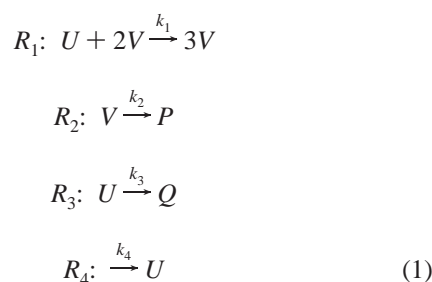 R₁: U + 2V —k₁→ 3V
R₂: V —k₂→ P
R₃: U —k₃→ Q
R₄: —k₄→ U (1)